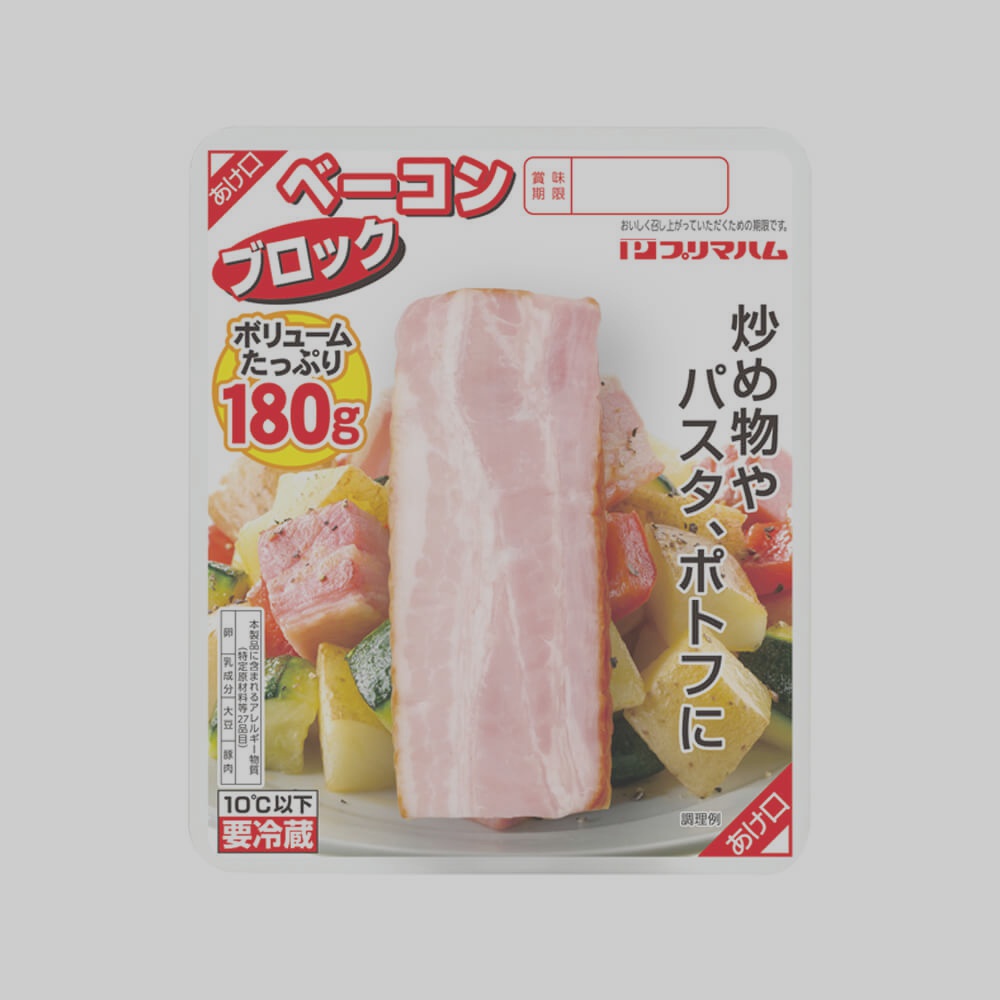 あけ口
ベーコン
ブロック
賞味
期限
おいしく召し上がっていただくための期限です。
プリマハム
ボリューム
たっぷり
180g
炒め物や
パスタ、ポトフに
本製品に含まれるアレルギー物質
(特定原材料等27品目)
卵 乳成分 大豆 豚肉
10℃以下
要冷蔵
調理例
あけ口